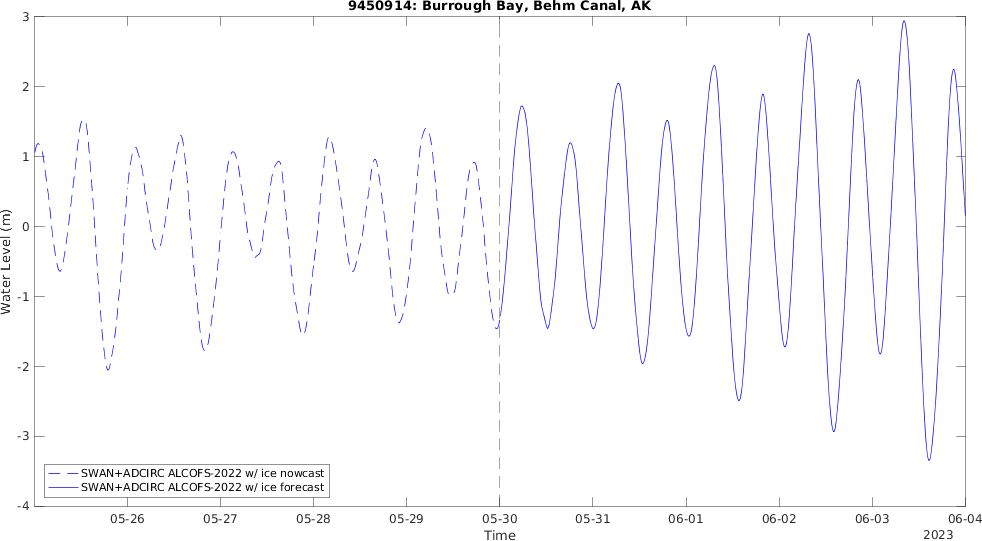 9450914: Burrough Bay, Behm Canal, AK
3
2
1
0
-1
-2
-3
-4
Water Level (m)
SWAN+ADCIRC ALCOFS-2022 w/ ice nowcast
SWAN+ADCIRC ALCOFS-2022 w/ ice forecast
05-26 05-27 05-28 05-29 05-30 05-31 06-01 06-02 06-03 06-04
Time
2023